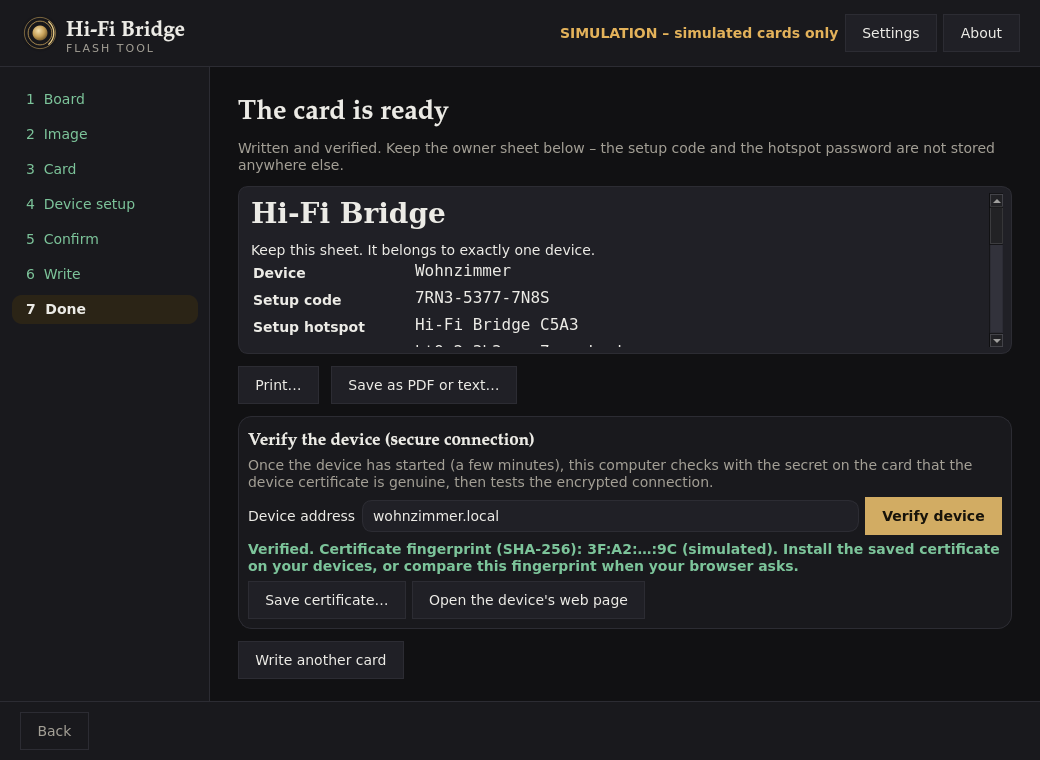 Hi-Fi Bridge
FLASH TOOL
SIMULATION – simulated cards only
Settings
About
1 Board
2 Image
3 Card
4 Device setup
5 Confirm
6 Write
7 Done
The card is ready
Written and verified. Keep the owner sheet below – the setup code and the hotspot password are not stored
anywhere else.
Hi-Fi Bridge
Keep this sheet. It belongs to exactly one device.
Device Wohnzimmer
Setup code 7RN3-5377-7N8S
Setup hotspot Hi-Fi Bridge C5A3
Print…
Save as PDF or text…
Verify the device (secure connection)
Once the device has started (a few minutes), this computer checks with the secret on the card that the
device certificate is genuine, then tests the encrypted connection.
Device address wohnzimmer.local
Verify device
Verified. Certificate fingerprint (SHA-256): 3F:A2:…:9C (simulated). Install the saved certificate
on your devices, or compare this fingerprint when your browser asks.
Save certificate…
Open the device's web page
Write another card
Back